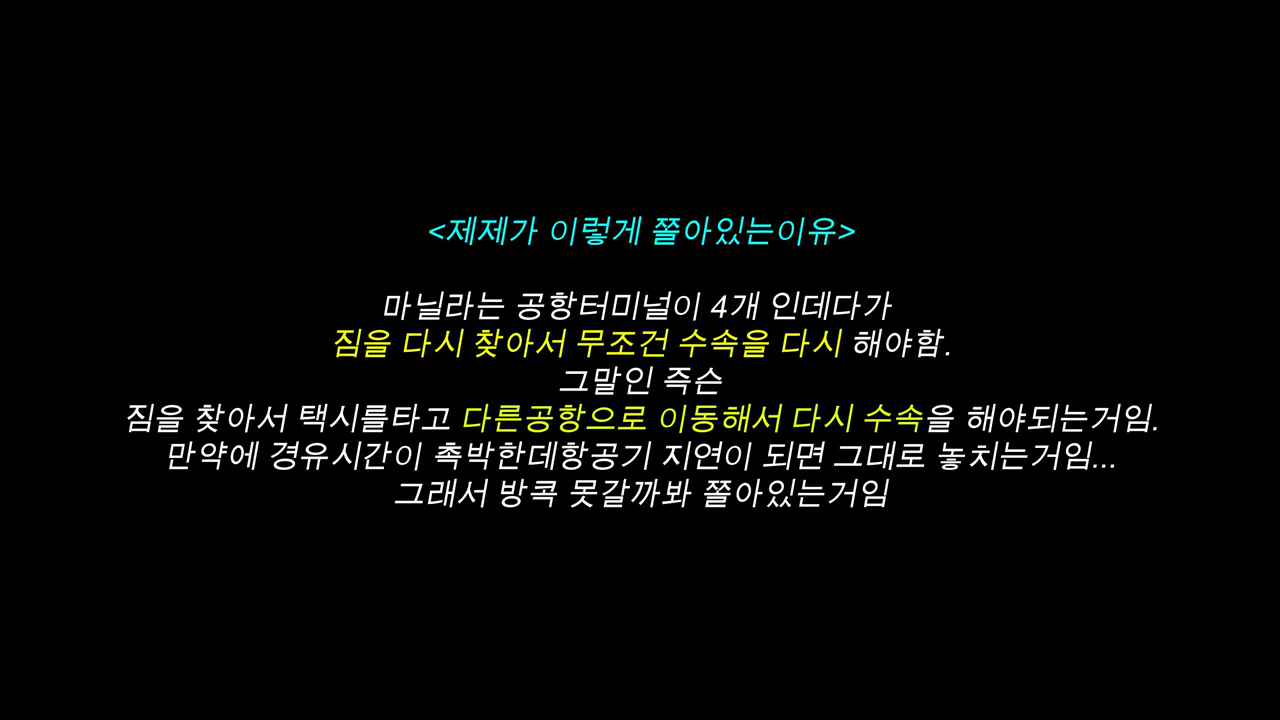 <제제가 이렇게 쫄아있는이유>
마닐라는 공항터미널이 4개 인데다가
짐을 다시 찾아서 무조건 수속을 다시 해야함.
그말인 즉슨
짐을 찾아서 택시를타고 다른공항으로 이동해서 다시 수속을 해야되는거임.
만약에 경유시간이 촉박한데항공기 지연이 되면 그대로 놓치는거임...
그래서 방콕 못갈까봐 쫄아있는거임